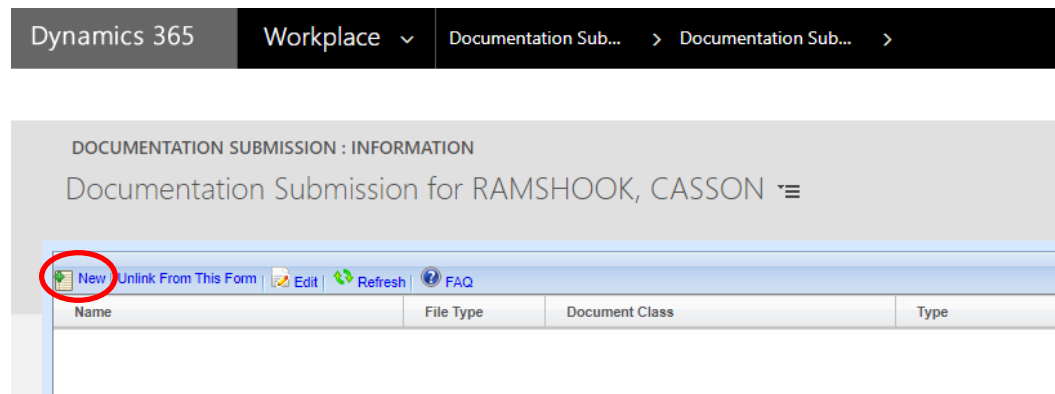 Dynamics 365 Workplace Documentation Sub... > Documentation Sub... >
DOCUMENTATION SUBMISSION : INFORMATION
Documentation Submission for RAMSHOOK, CASSON
New | Unlink From This Form | Edit | Refresh | FAQ
Name File Type Document Class Type